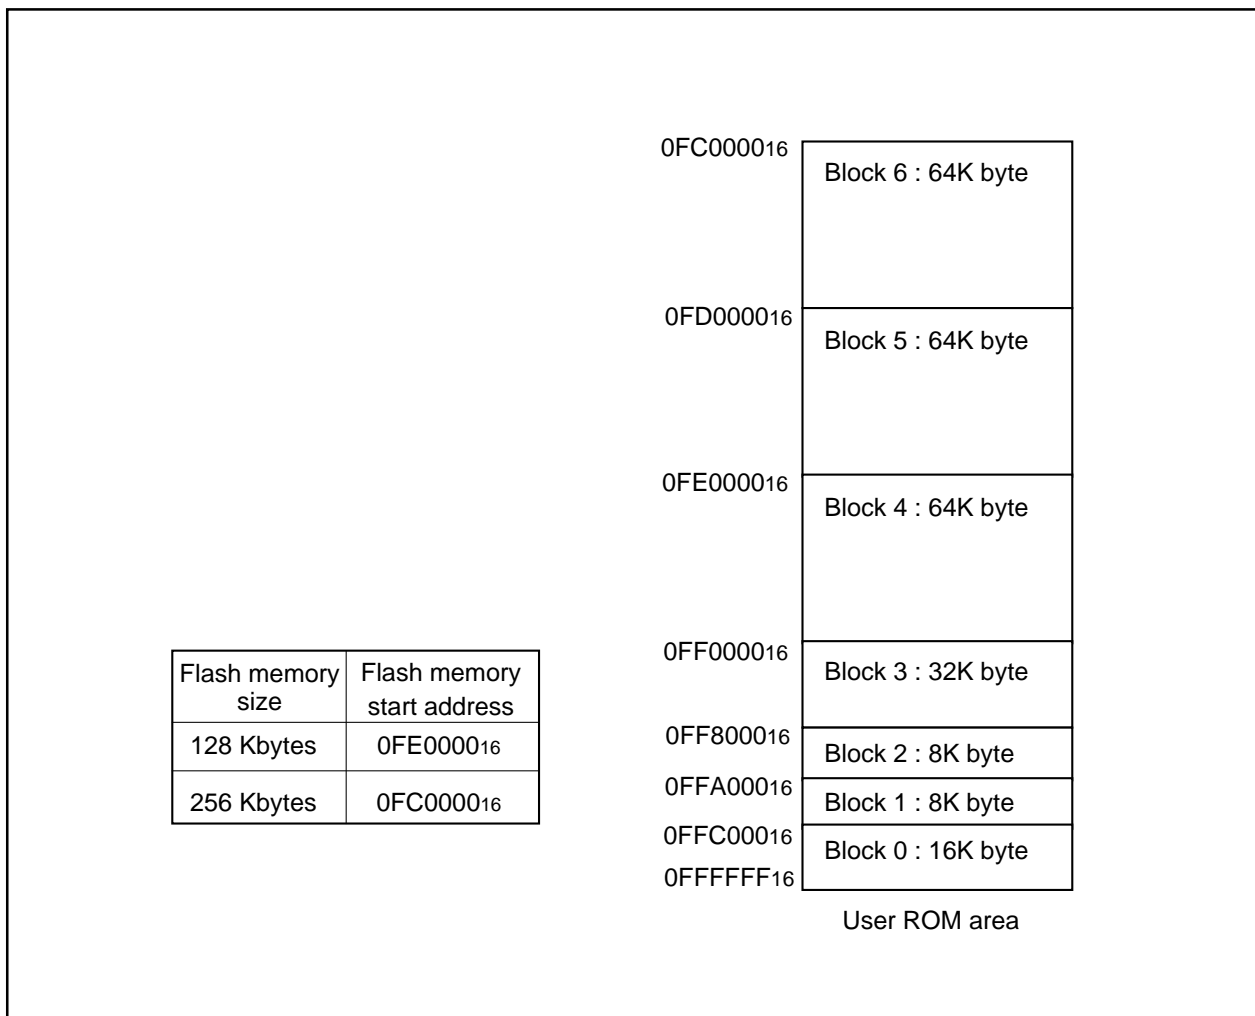 0FC000016
Block 6 : 64K byte
0FD000016
Block 5 : 64K byte
0FE000016
Block 4 : 64K byte
0FF000016
Block 3 : 32K byte
0FF800016
Block 2 : 8K byte
0FFA00016
Block 1 : 8K byte
0FFC00016
Block 0 : 16K byte
0FFFFFF16
User ROM area
Flash memory size
Flash memory start address
128 Kbytes 0FE000016
256 Kbytes 0FC000016